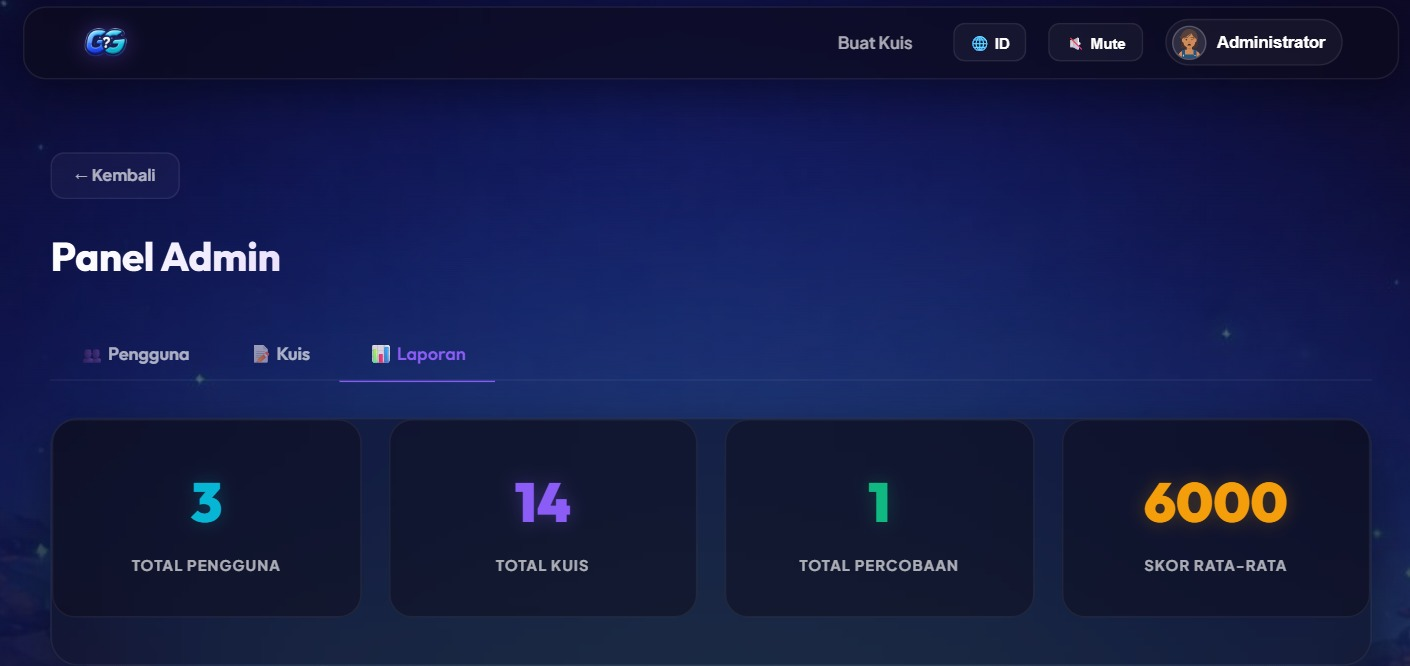 G?G
Buat Kuis
ID
Mute
Administrator
← Kembali
Panel Admin
Pengguna
Kuis
Laporan
3
14
1
6000
TOTAL PENGGUNA
TOTAL KUIS
TOTAL PERCOBAAN
SKOR RATA-RATA